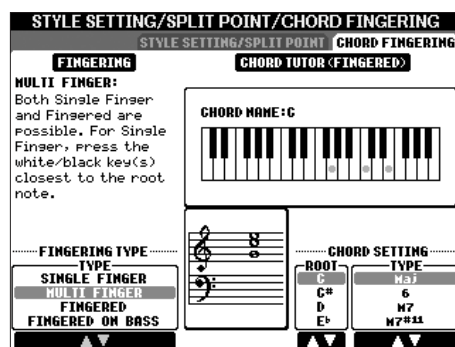 STYLE SETTING/SPLIT POINT/CHORD FINGERING
STYLE SETTING/SPLIT POINT
CHORD FINGERING
FINGERING
CHORD TUTOR (FINGERED)
MULTI FINGER:
Both Single Finger
and Fingered are
possible. For Single
Finger, press the
white/black key(s)
closest to the root
note.
CHORD NAME:C
FINGERING TYPE
TYPE
SINGLE FINGER
MULTI FINGER
FINGERED
FINGERED ON BASS
CHORD SETTING
ROOT
C
C#
D
E♭
TYPE
Maj
6
M7
M7#11